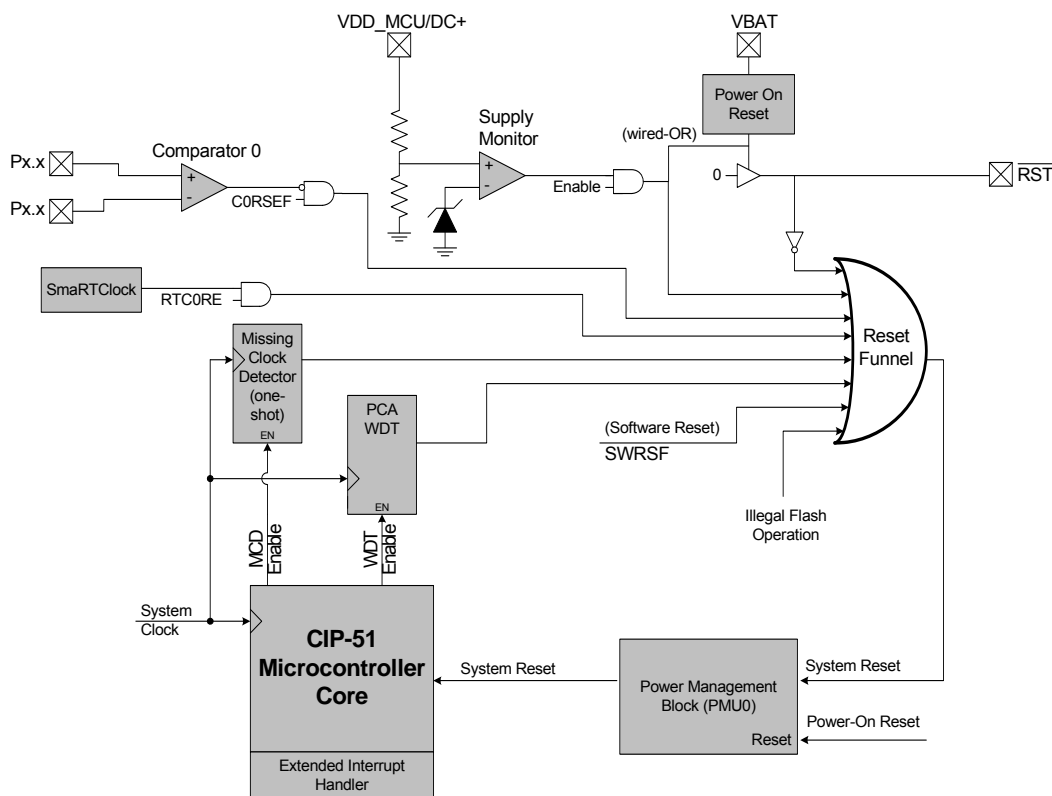 VDD_MCU/DC+
VBAT
Power On
Reset
Supply
Monitor
(wired-OR)
Comparator 0
Px.x
+
-
Px.x
C0RSEF
+
-
Enable
0
RST
SmaRTClock
RTC0RE
Missing
Clock
Detector
(one-
shot)
EN
PCA
WDT
EN
Reset
Funnel
(Software Reset)
SWRSF
Illegal Flash
Operation
MCD
Enable
WDT
Enable
System
Clock
CIP-51
Microcontroller
Core
Extended Interrupt
Handler
System Reset
Power Management
Block (PMU0)
Reset
System Reset
Power-On Reset